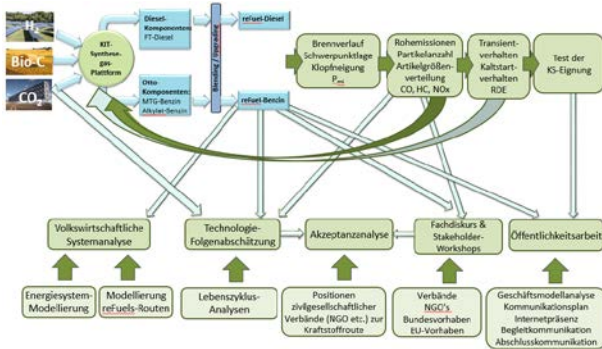 H₂
Bio-C
CO₂
KIT-
Synthese-
gas-
Plattform
Diesel-
Komponenten:
FT-Diesel
Otto-
Komponenten:
MTG-Benzin
Alkylat-Benzin
Blending / Upgrading
reFuel-Diesel
reFuel-Benzin
Brennverlauf
Schwerpunktlage
Klopfneigung
Rohemissionen
Partikelanzahl
Artikelgrößen-
verteilung
CO, HC, NOx
Transient-
verhalten
Kaltstart-
verhalten
RDE
Test der
KS-Eignung
Volkswirtschaftliche
Systemanalyse
Technologie-
Folgenabschätzung
Akzeptanzanalyse
Fachdiskurs &
Stakeholder-
Workshops
Öffentlichkeitsarbeit
Energiesystem-
Modellierung
Modellierung
reFuels-Routen
Lebenszyklus-
Analysen
Positionen
zivilgesellschaftlicher
Verbände (NGO etc.) zur
Kraftstoffroute
Verbände
NGO's
Bundesvorhaben
EU-Vorhaben
Geschäftsmodellanalyse
Kommunikationsplan
Internetpräsenz
Begleitkommunikation
Abschlusskommunikation